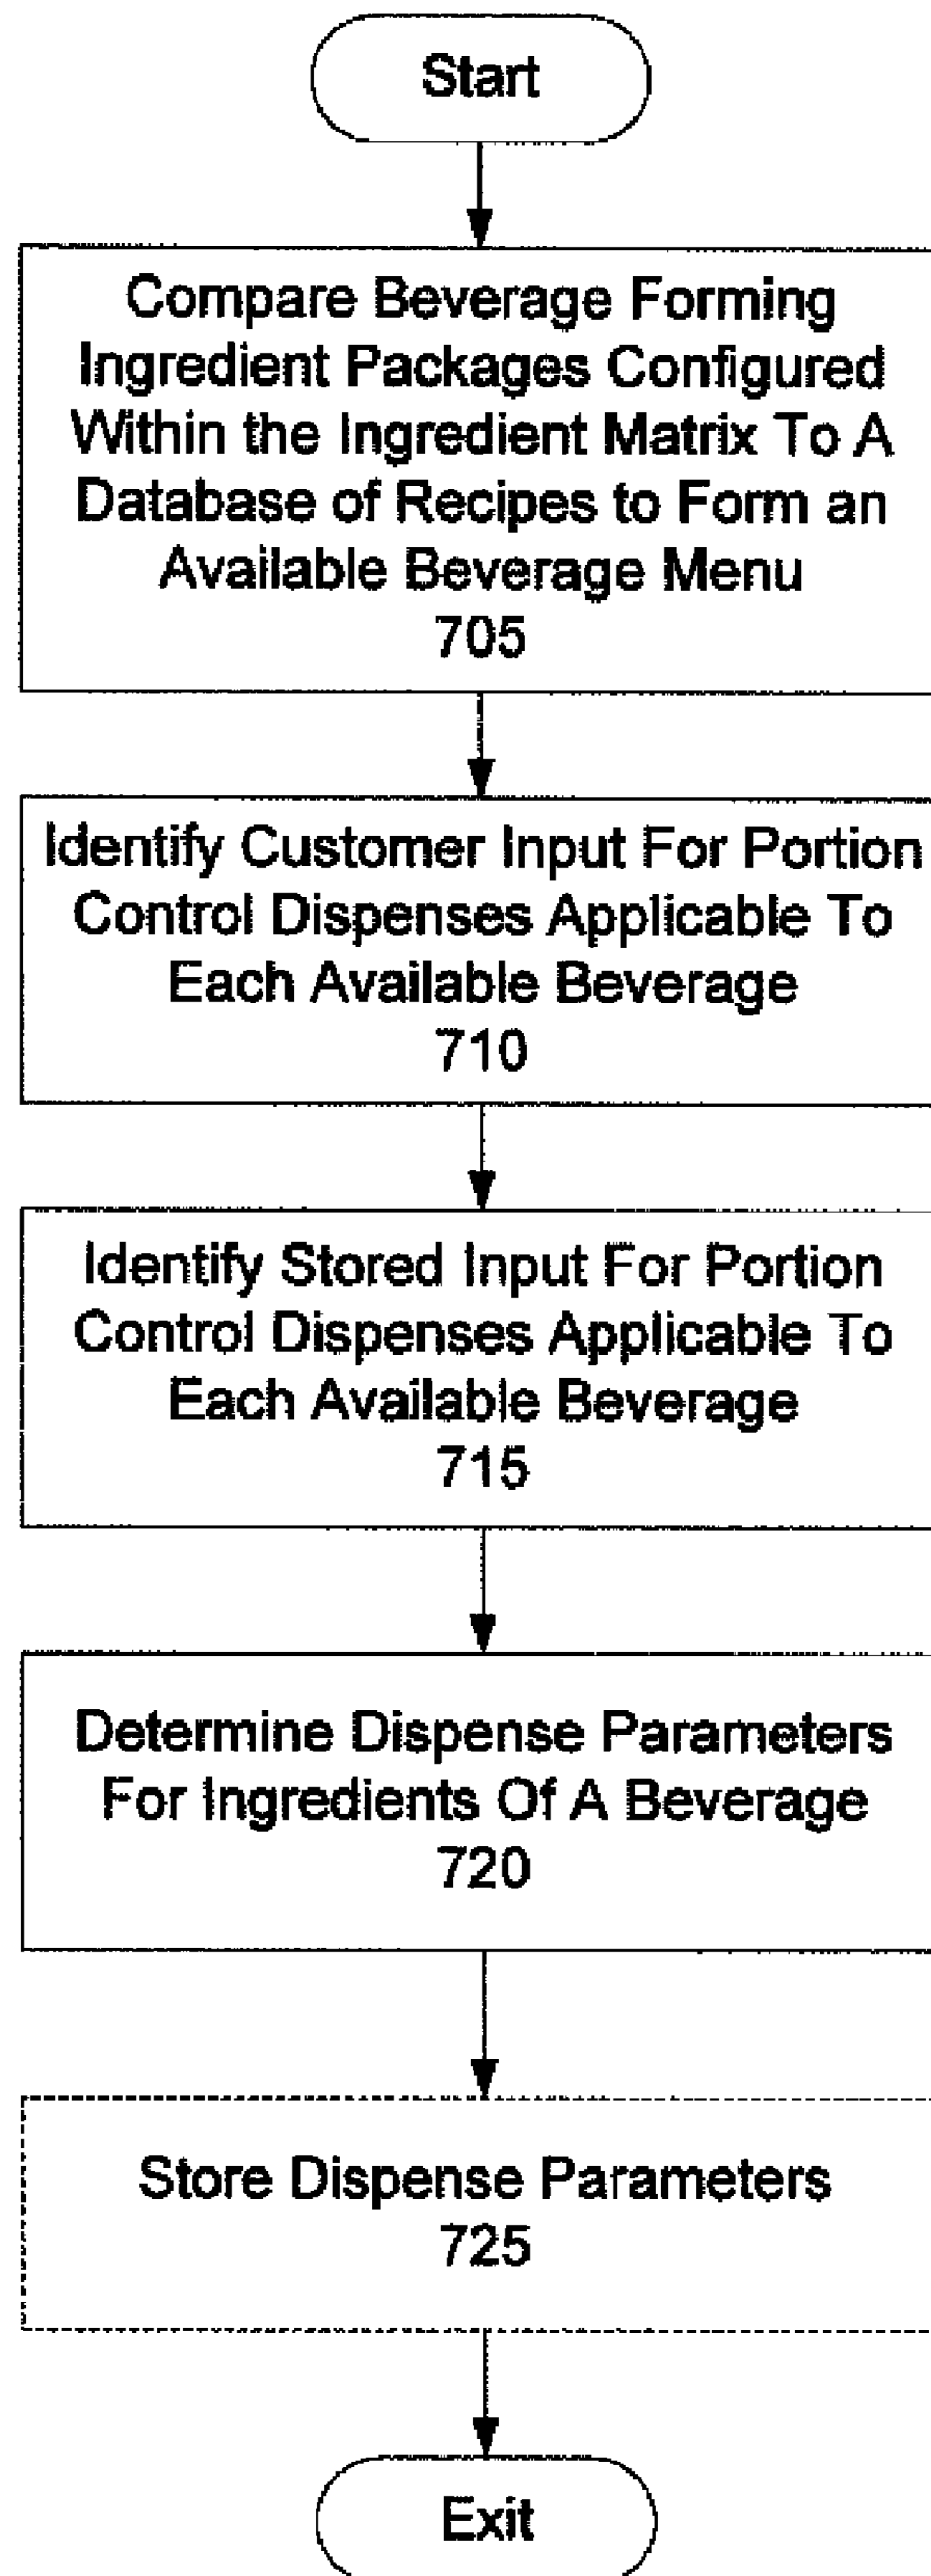 Start
Compare Beverage Forming
Ingredient Packages Configured
Within the Ingredient Matrix To A
Database of Recipes to Form an
Available Beverage Menu
705
Identify Customer Input For Portion
Control Dispenses Applicable To
Each Available Beverage
710
Identify Stored Input For Portion
Control Dispenses Applicable To
Each Available Beverage
715
Determine Dispense Parameters
For Ingredients Of A Beverage
720
Store Dispense Parameters
725
Exit